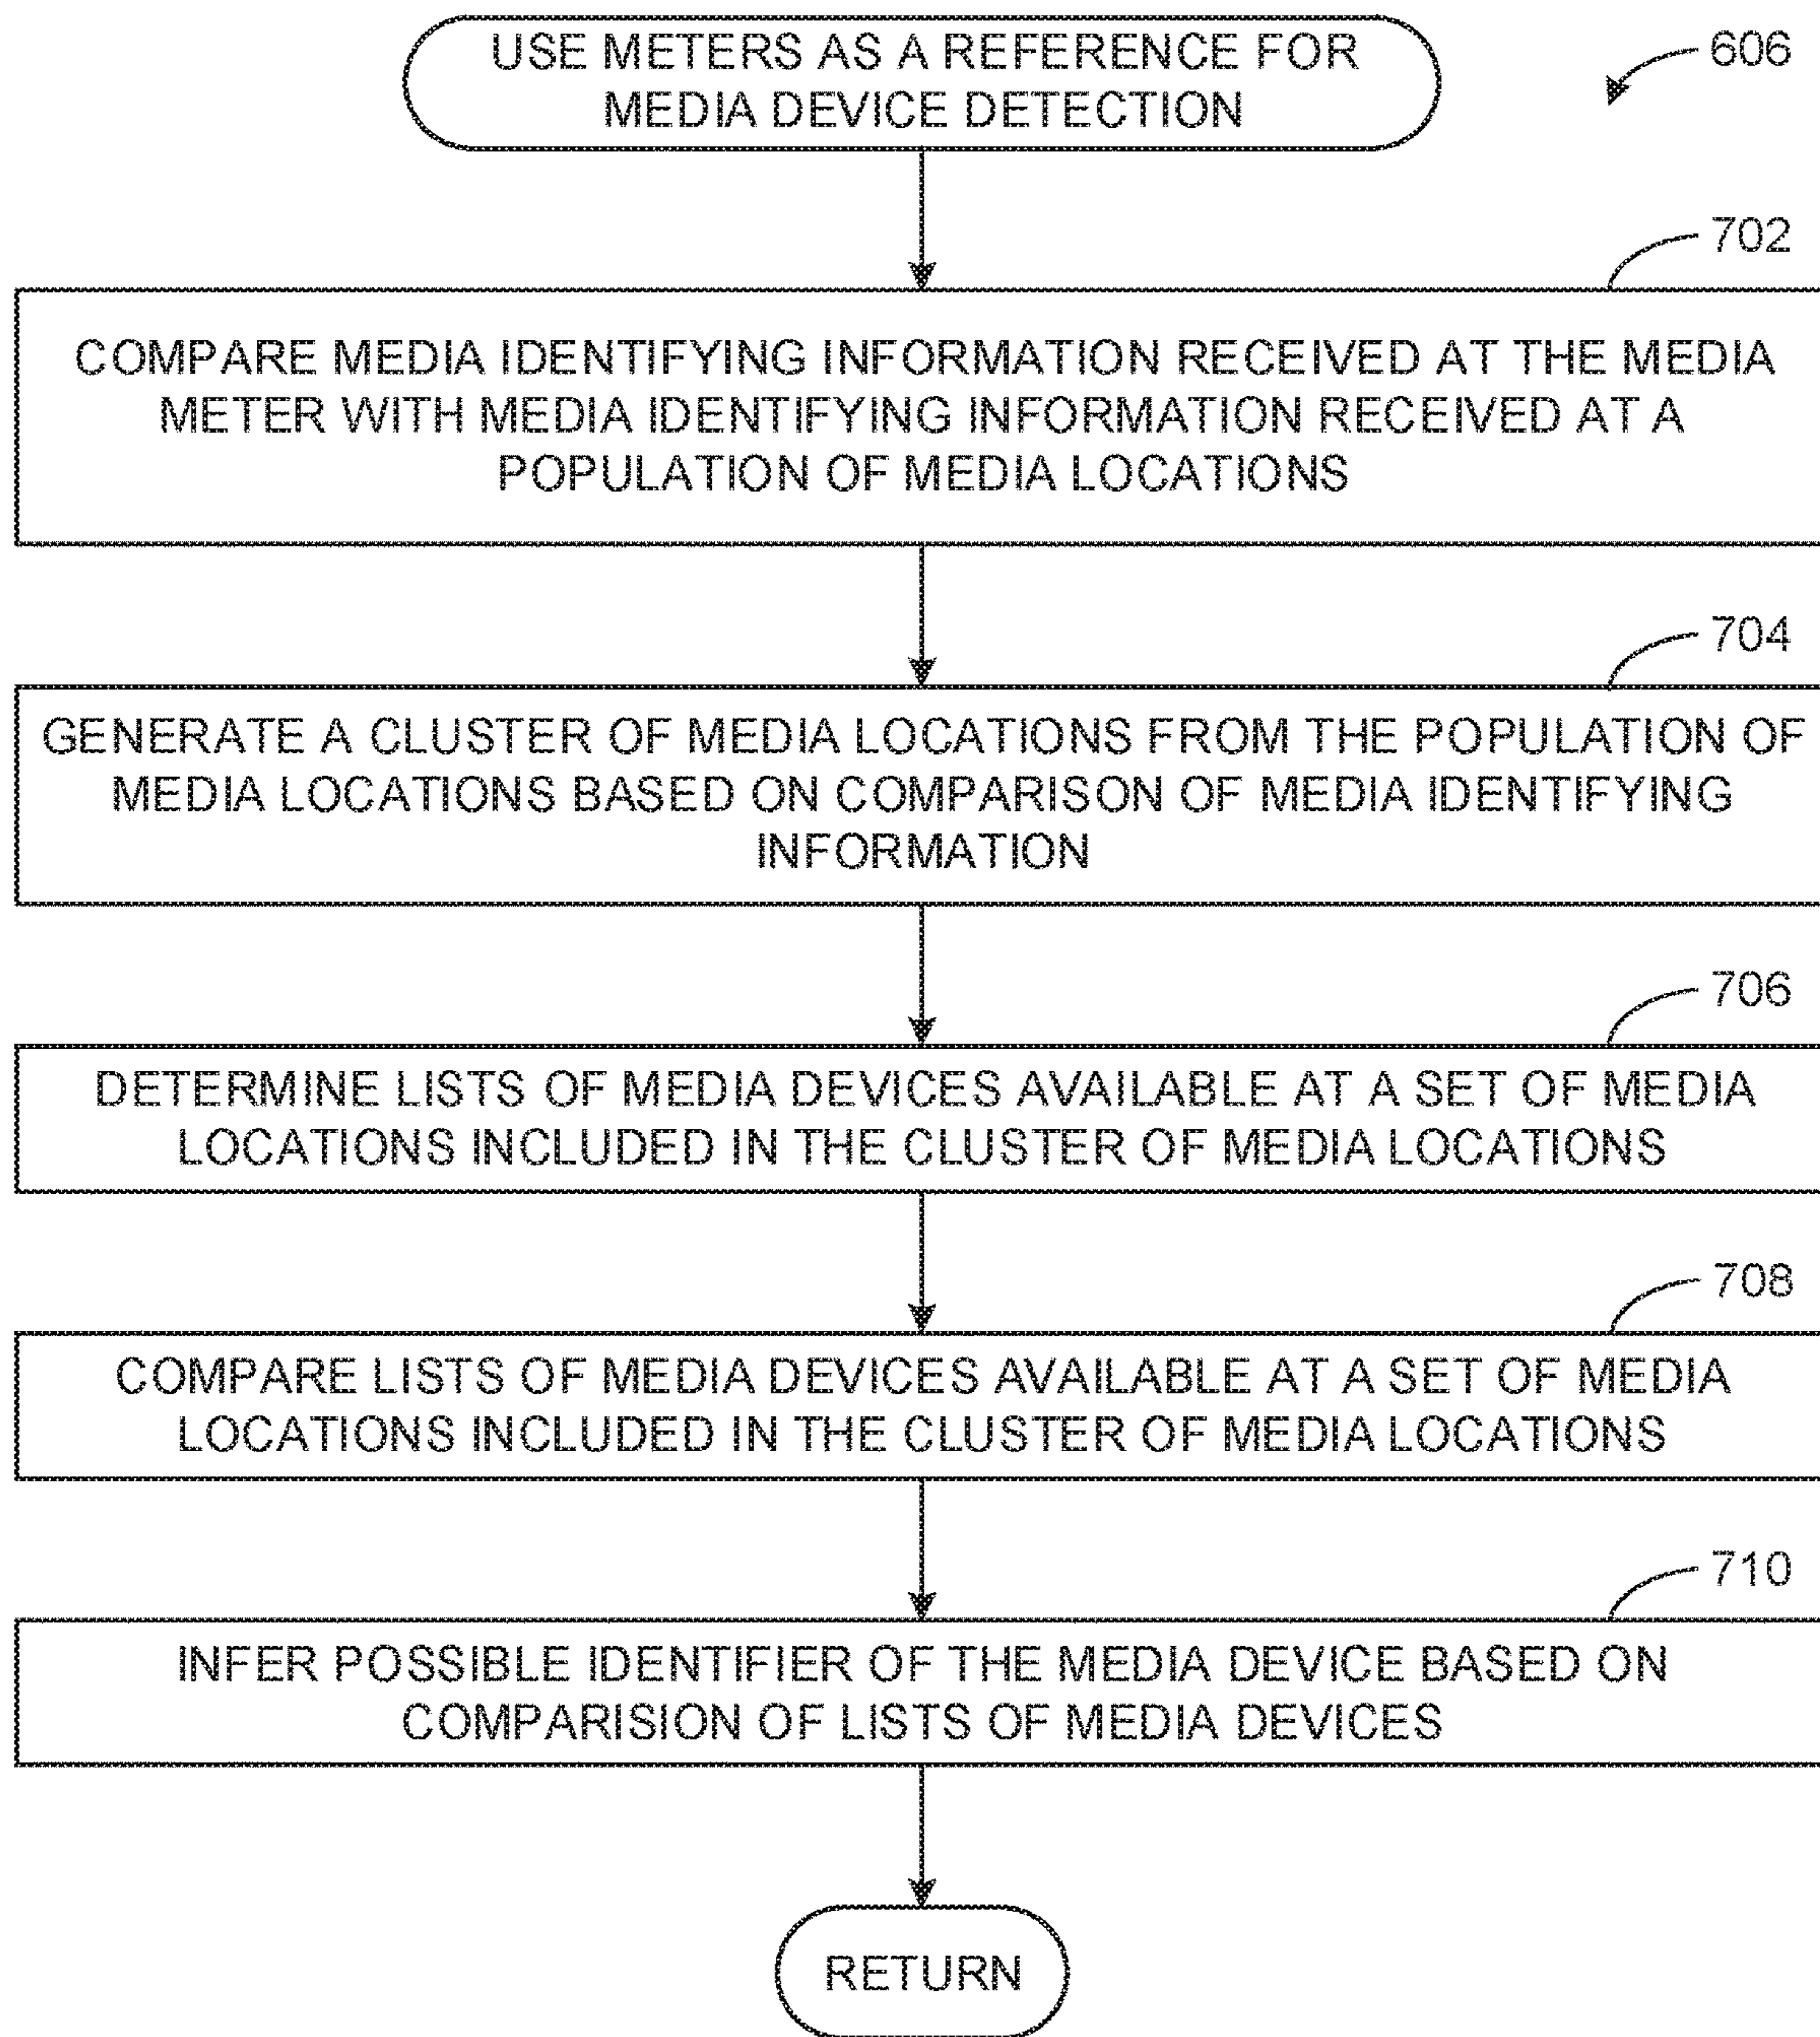 USE METERS AS A REFERENCE FOR
MEDIA DEVICE DETECTION
606
702
COMPARE MEDIA IDENTIFYING INFORMATION RECEIVED AT THE MEDIA
METER WITH MEDIA IDENTIFYING INFORMATION RECEIVED AT A
POPULATION OF MEDIA LOCATIONS
704
GENERATE A CLUSTER OF MEDIA LOCATIONS FROM THE POPULATION OF
MEDIA LOCATIONS BASED ON COMPARISON OF MEDIA IDENTIFYING
INFORMATION
706
DETERMINE LISTS OF MEDIA DEVICES AVAILABLE AT A SET OF MEDIA
LOCATIONS INCLUDED IN THE CLUSTER OF MEDIA LOCATIONS
708
COMPARE LISTS OF MEDIA DEVICES AVAILABLE AT A SET OF MEDIA
LOCATIONS INCLUDED IN THE CLUSTER OF MEDIA LOCATIONS
710
INFER POSSIBLE IDENTIFIER OF THE MEDIA DEVICE BASED ON
COMPARISION OF LISTS OF MEDIA DEVICES
RETURN